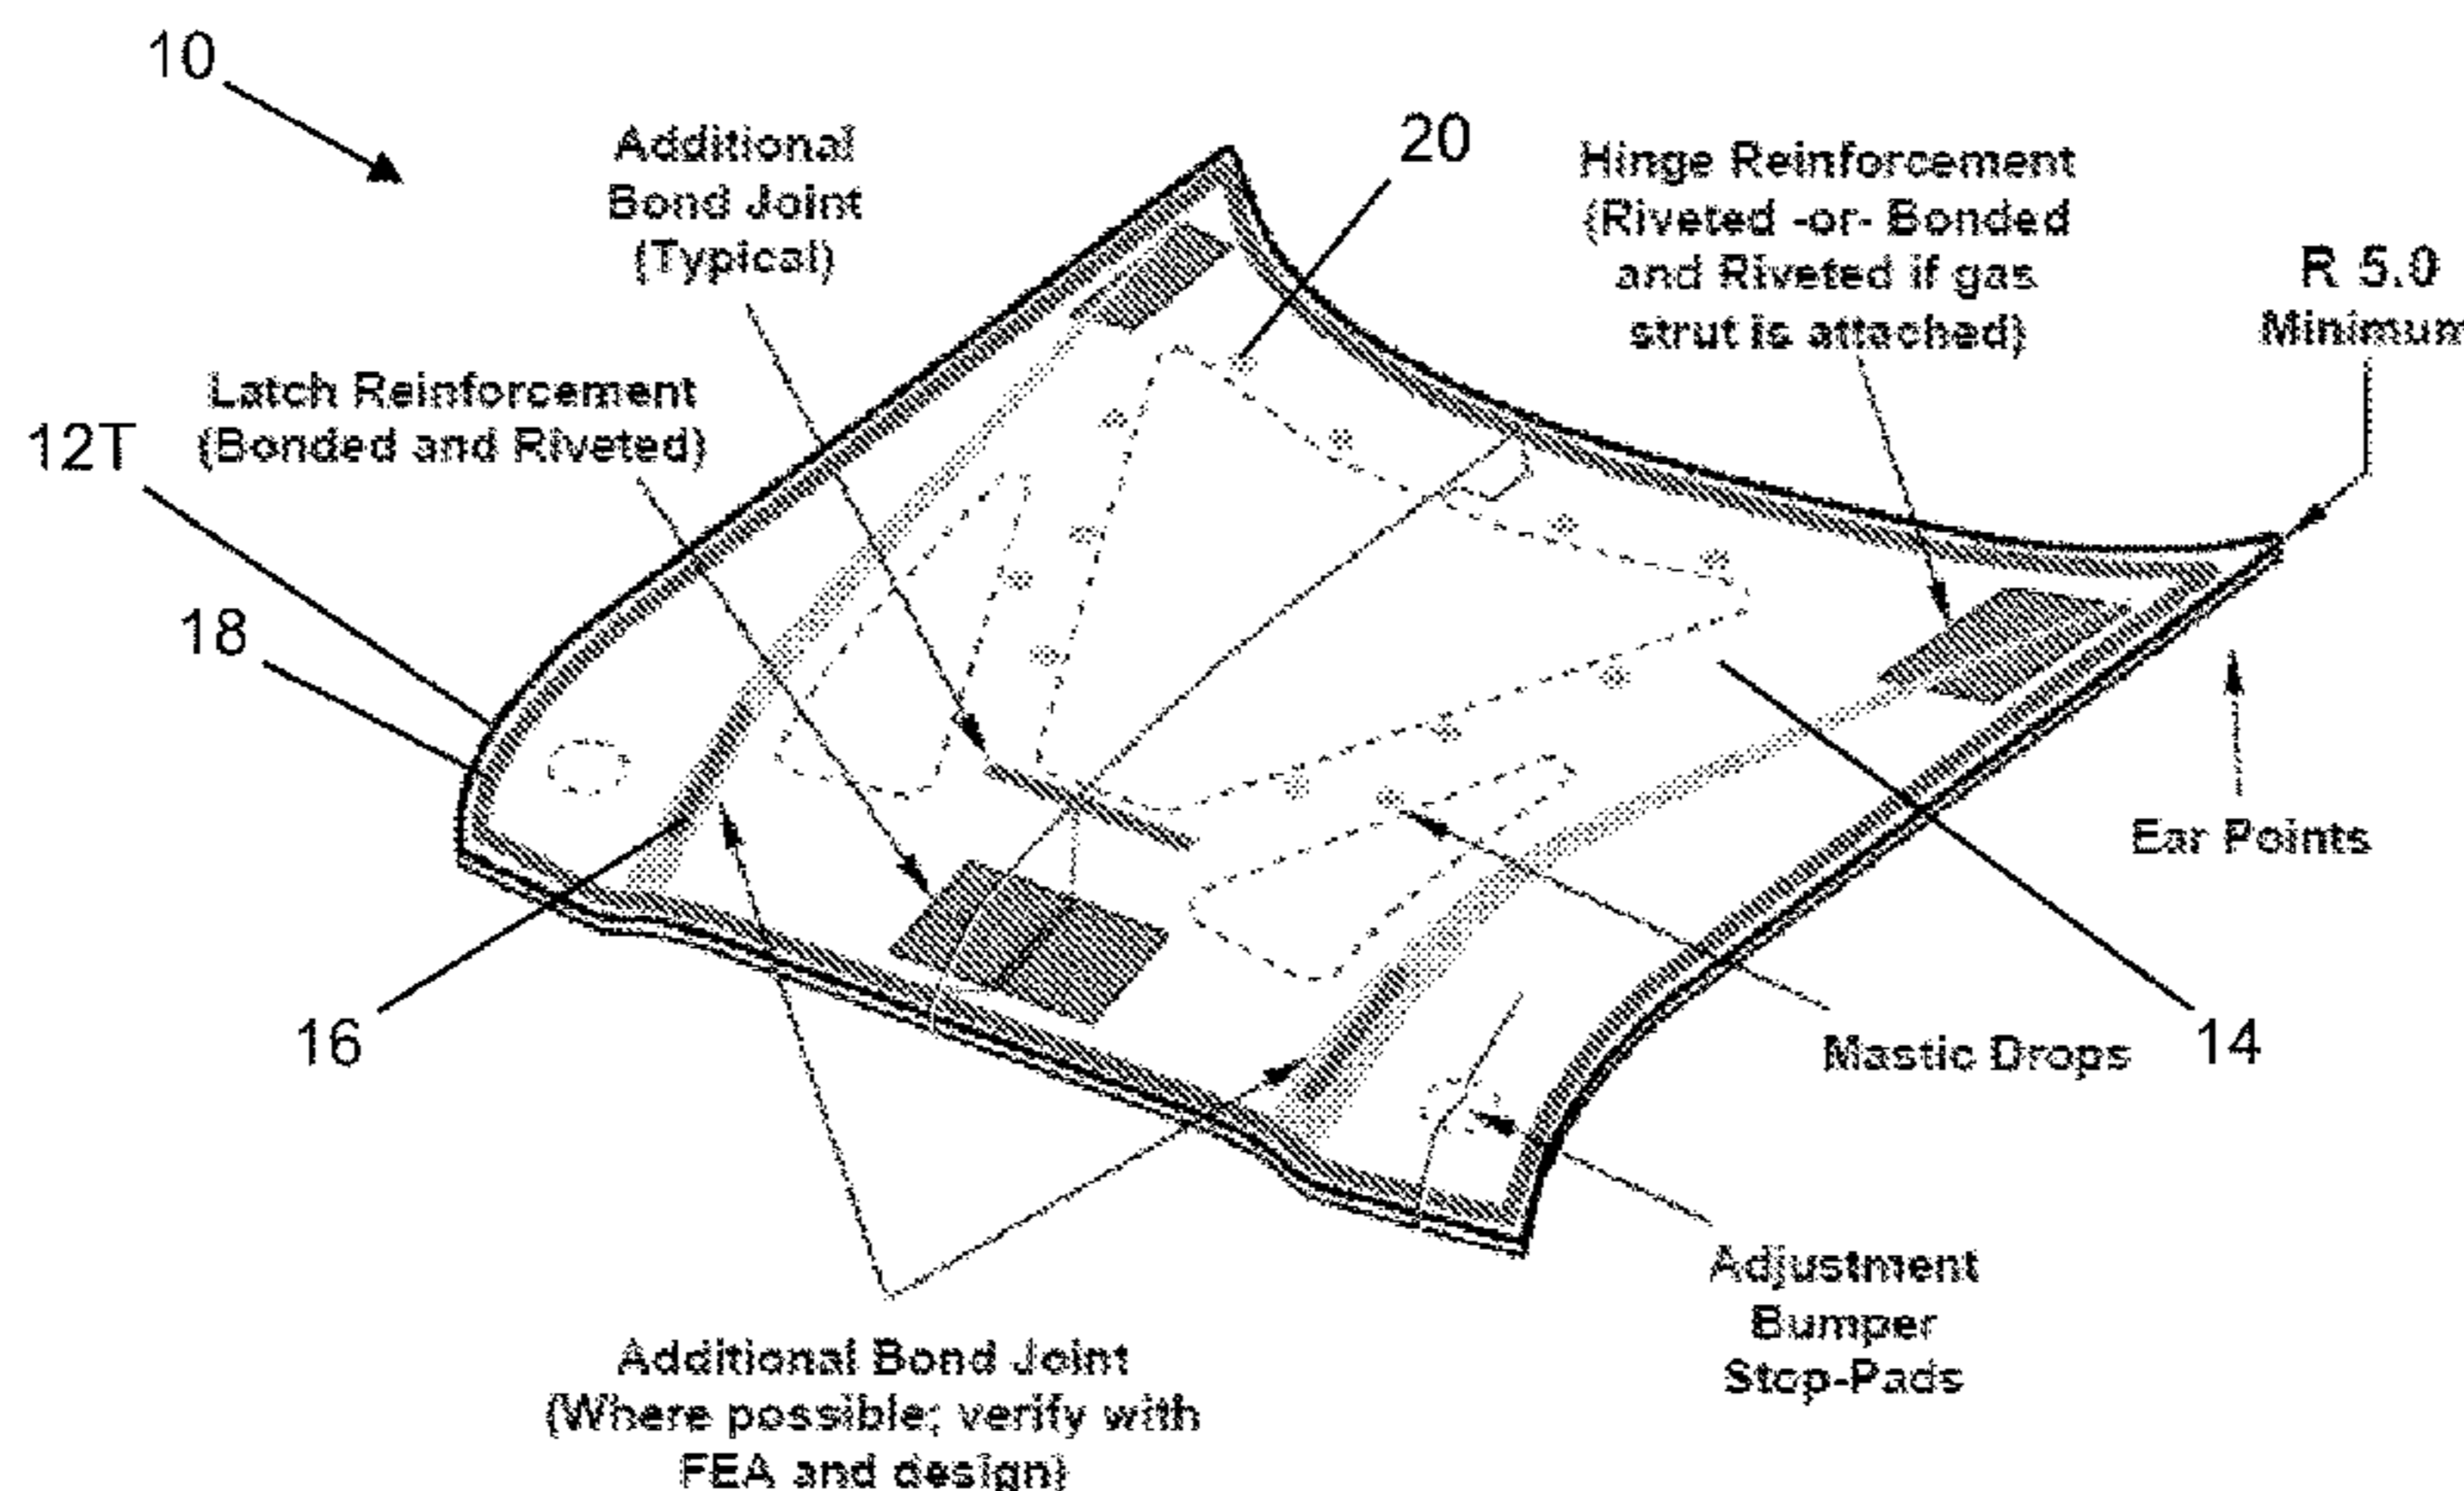 10
Additional
Bond Joint
(Typical)
20
Hinge Reinforcement
(Riveted -or- Bonded
and Riveted if gas
strut is attached)
R 5.0
Minimum
Latch Reinforcement
(Bonded and Riveted)
12T
18
Ear Points
16
Mastic Drops
14
Adjustment
Bumper
Stop-Pads
Additional Bond Joint
(Where possible; verify with
FEA and design)